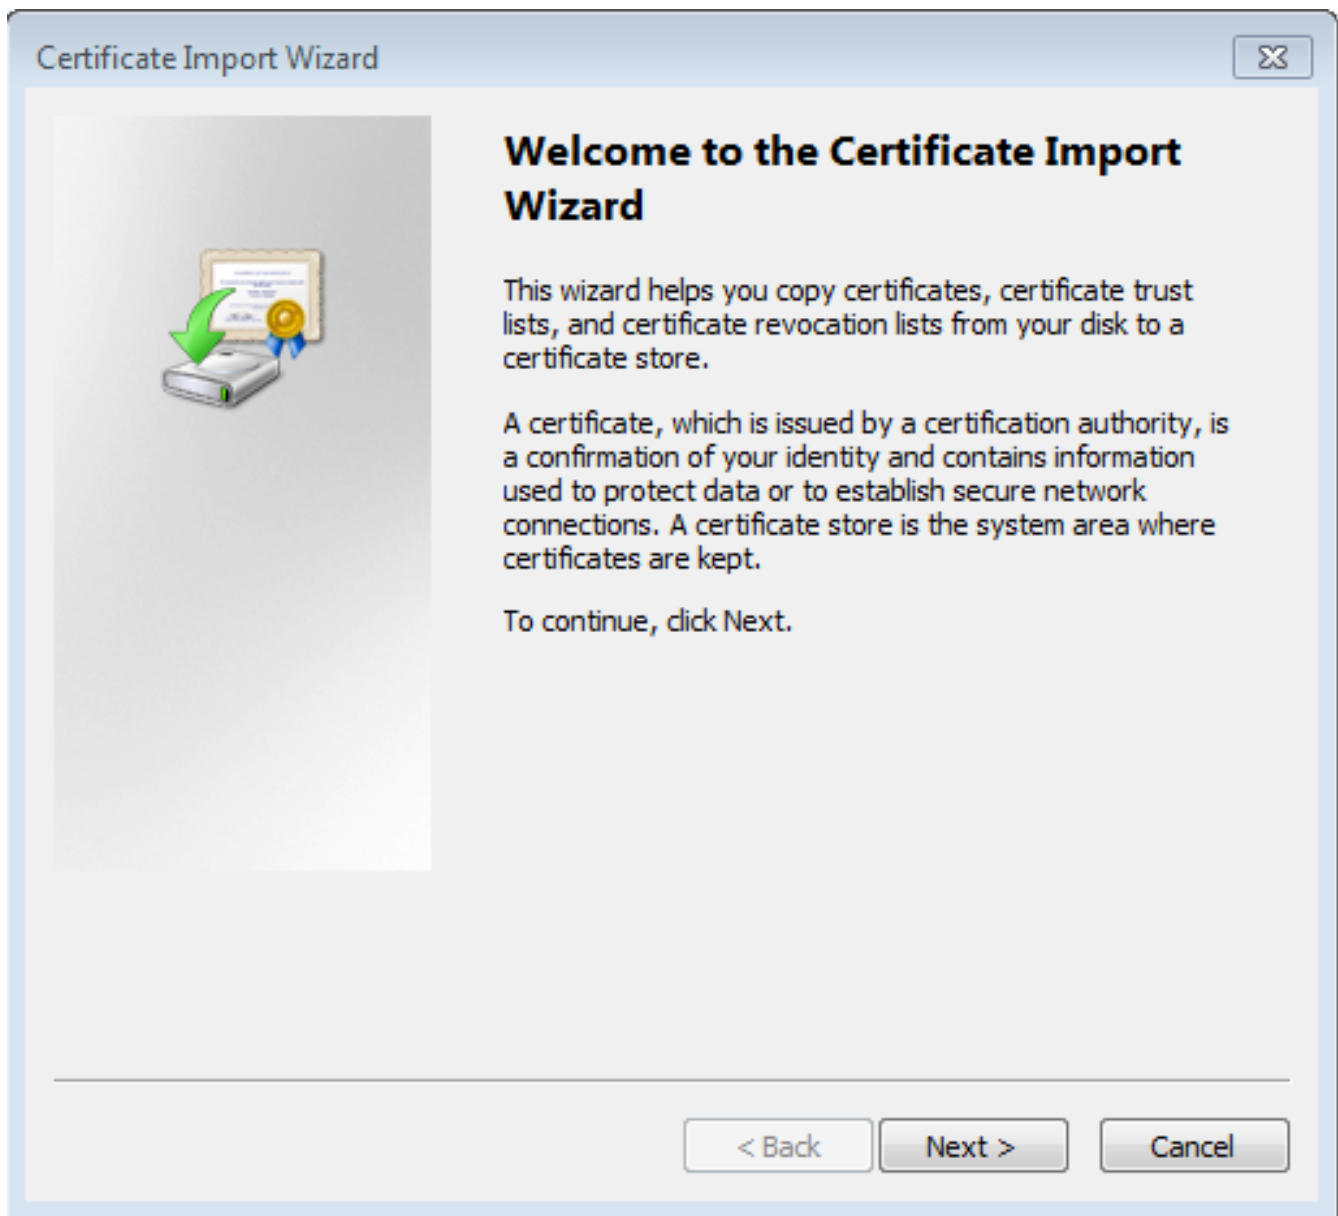 Certificate Import Wizard
Welcome to the Certificate Import
Wizard
This wizard helps you copy certificates, certificate trust
lists, and certificate revocation lists from your disk to a
certificate store.
A certificate, which is issued by a certification authority, is
a confirmation of your identity and contains information
used to protect data or to establish secure network
connections. A certificate store is the system area where
certificates are kept.
To continue, click Next.
< Back
Next >
Cancel